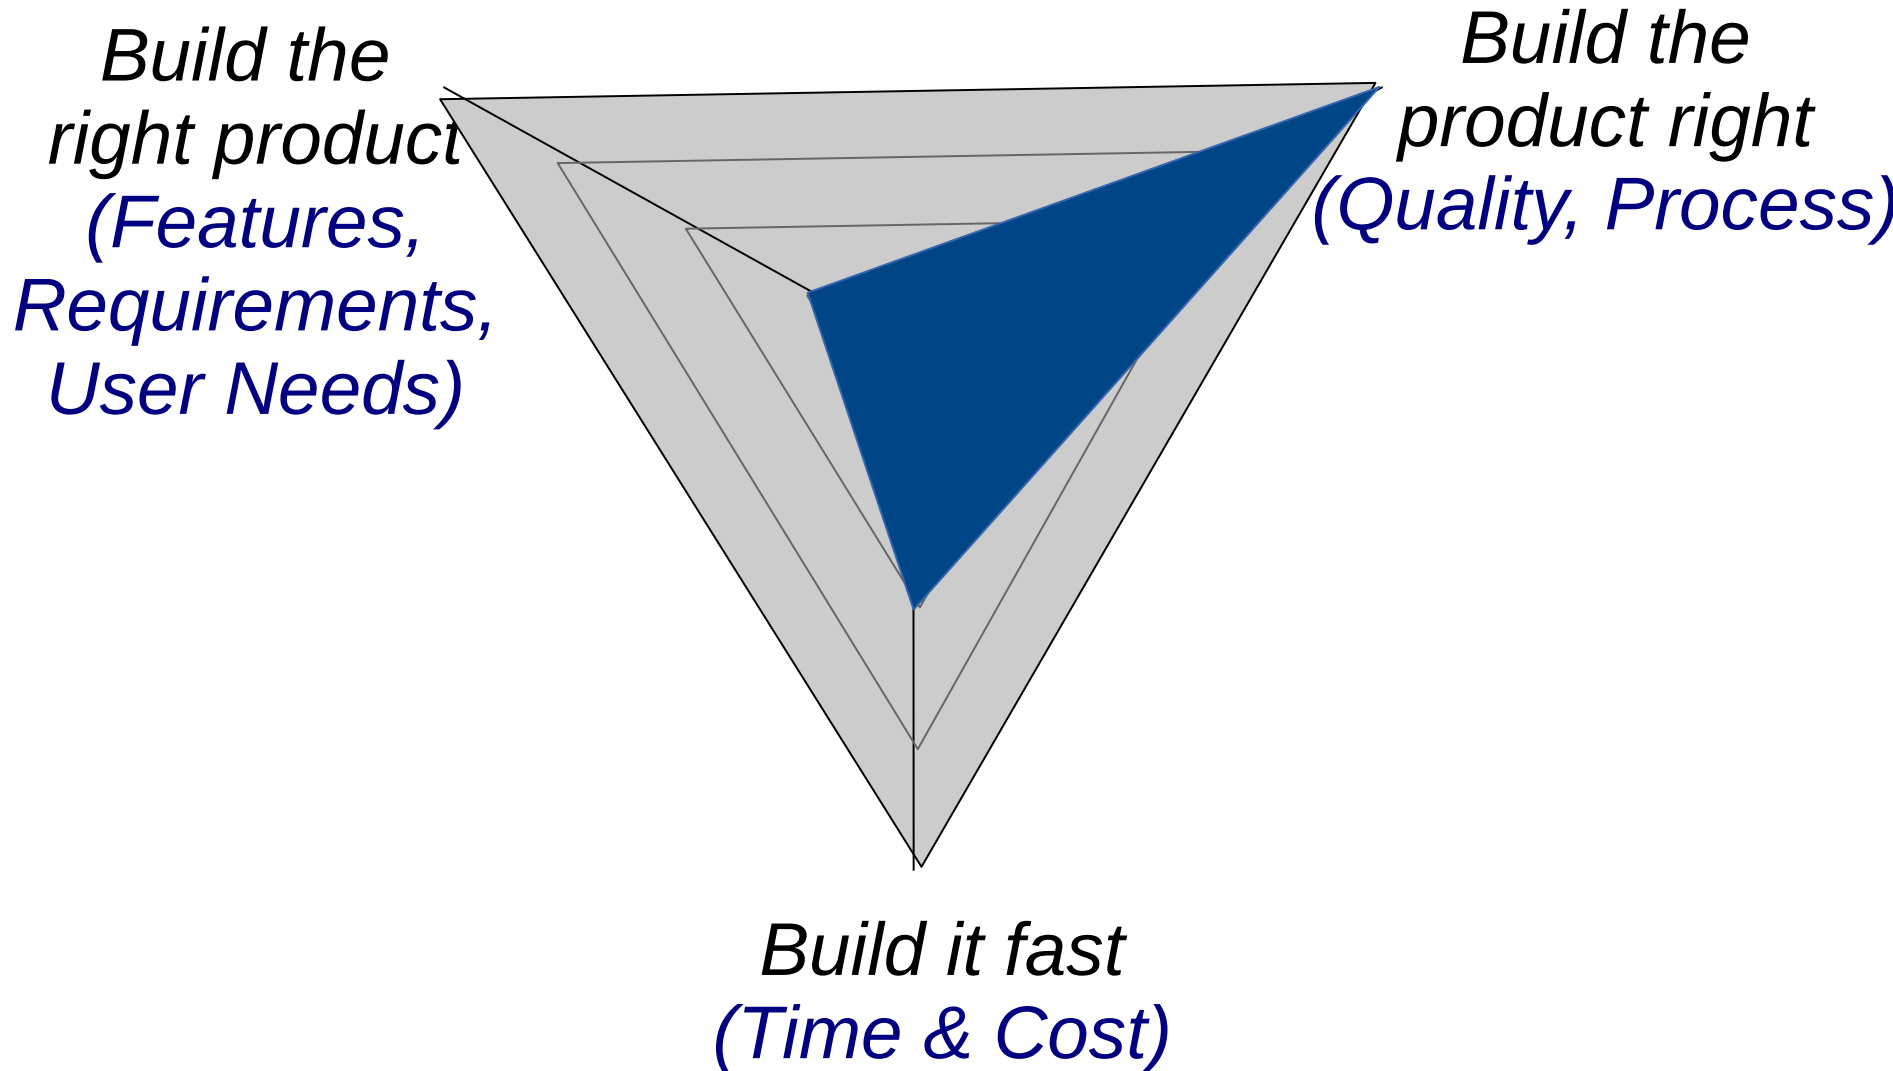 Build the
right product
(Features,
Requirements,
User Needs)
Build the
product right
(Quality, Process)
Build it fast
(Time & Cost)